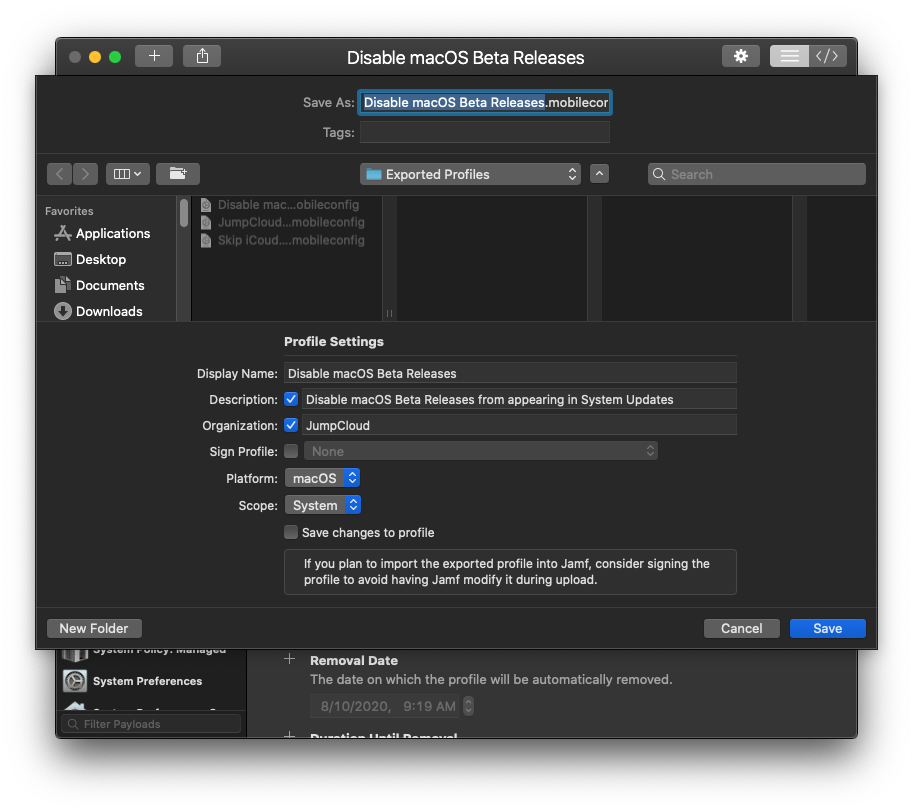 Disable macOS Beta Releases
Save As: Disable macOS Beta Releases.mobilecor
Tags:
Exported Profiles
Search
Favorites
Applications
Desktop
Documents
Downloads
Disable mac...obileconfig
JumpCloud....mobileconfig
Skip iCoud....mobileconfig
Profile Settings
Display Name: Disable macOS Beta Releases
Description: Disable macOS Beta Releases from appearing in System Updates
Organization: JumpCloud
Sign Profile: None
Platform: macOS
Scope: System
Save changes to profile
If you plan to import the exported profile into Jamf, consider signing the
profile to avoid having Jamf modify it during upload.
New Folder
Cancel
Save
System Policy: Managed
System Preferences
Filter Payloads
Removal Date
The date on which the profile will be automatically removed.
8/10/2020, 9:19 AM
Duration Until Removal